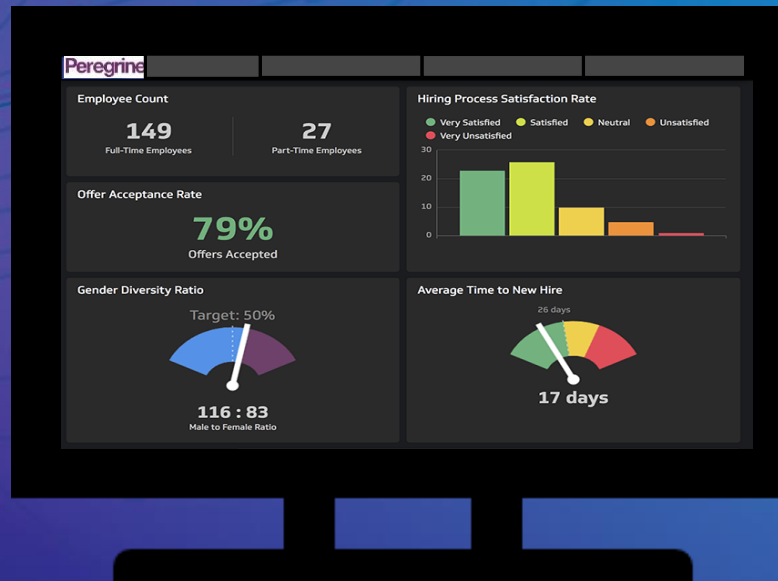 Peregrine
Employee Count
149
Full-Time Employees
27
Part-Time Employees
Offer Acceptance Rate
79%
Offers Accepted
Gender Diversity Ratio
Target: 50%
116 : 83
Male to Female Ratio
Hiring Process Satisfaction Rate
Very Satisfied Satisfied Neutral Unsatisfied
Very Unsatisfied
30
20
10
0
Average Time to New Hire
26 days
17 days